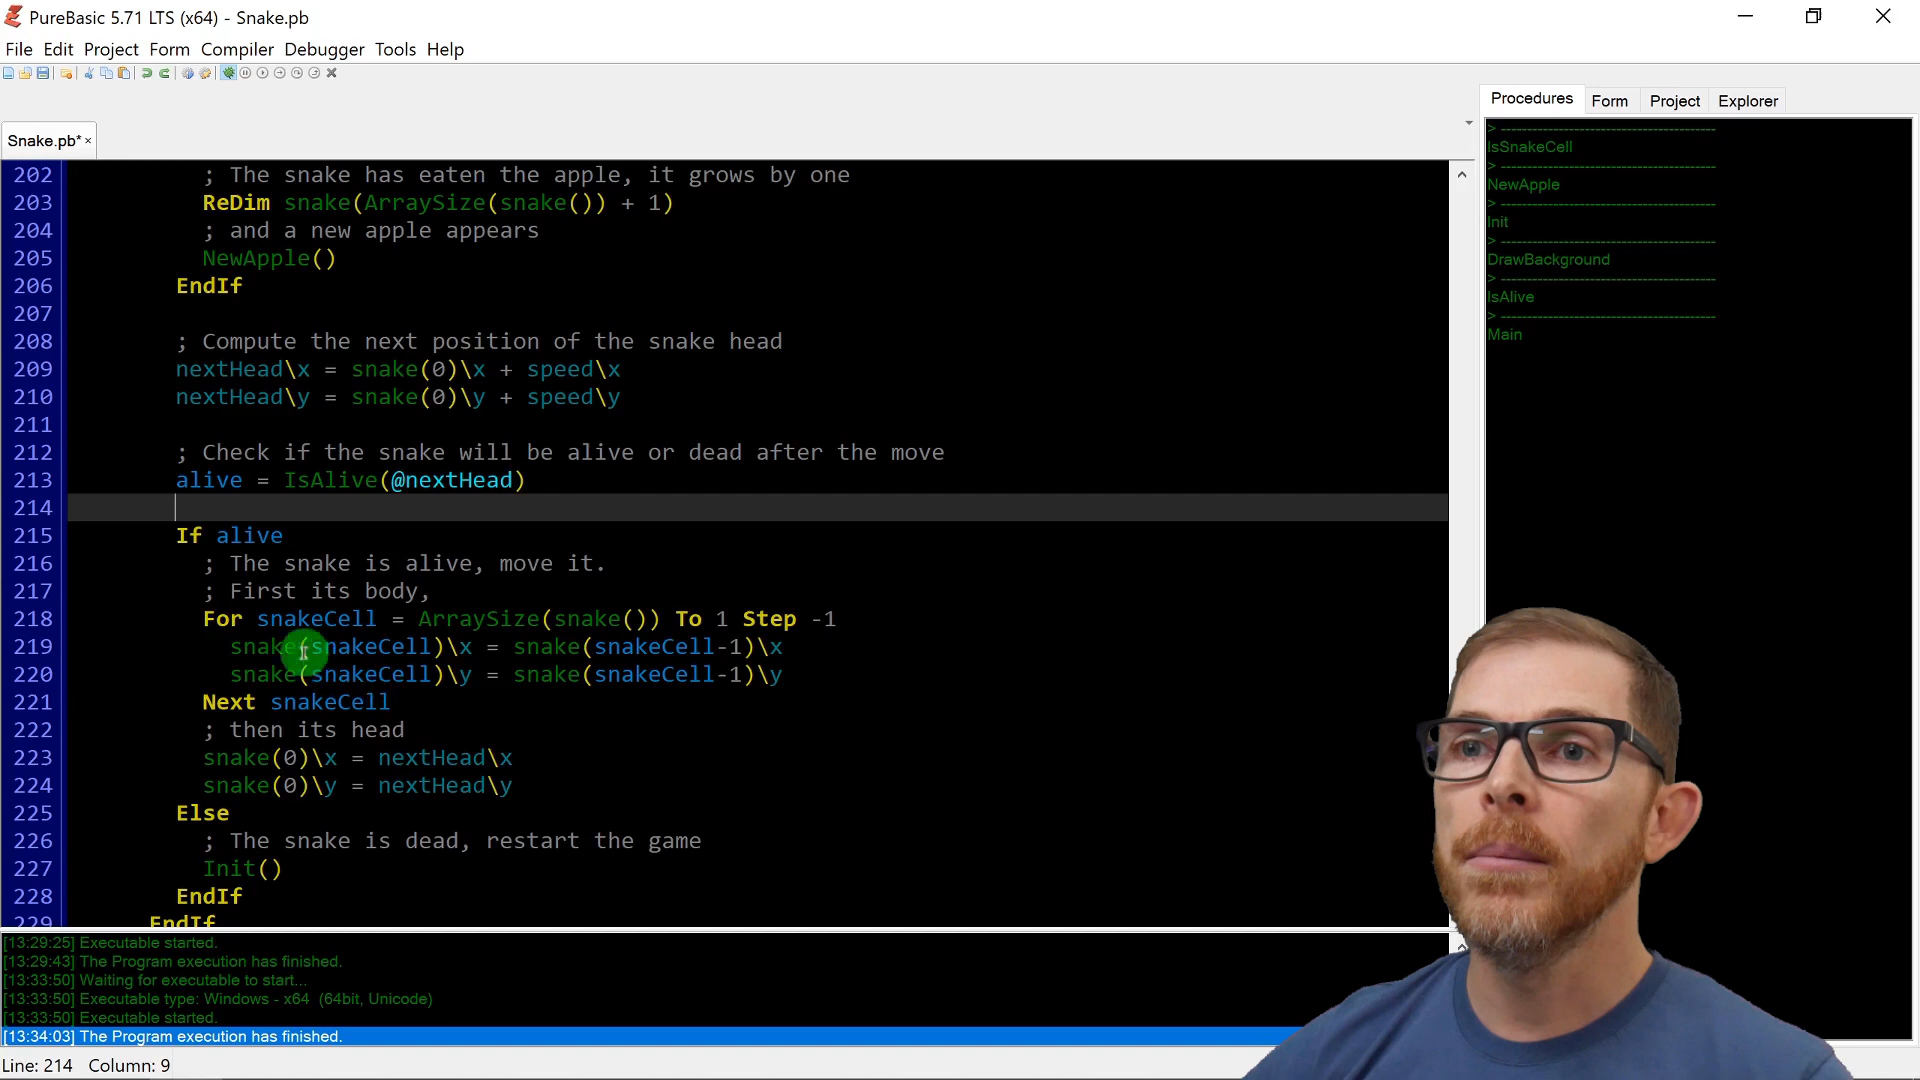 PureBasic 5.71 LTS (x64) - Snake.pb
File Edit Project Form Compiler Debugger Tools Help
Procedures Form Project Explorer
Snake.pb*
> ----------------------------------------
IsSnakeCell
> ----------------------------------------
NewApple
> ----------------------------------------
Init
> ----------------------------------------
DrawBackground
> ----------------------------------------
IsAlive
> ----------------------------------------
Main
202 ; The snake has eaten the apple, it grows by one
203 ReDim snake(ArraySize(snake()) + 1)
204 ; and a new apple appears
205 NewApple()
206 EndIf
207
208 ; Compute the next position of the snake head
209 nextHead\x = snake(0)\x + speed\x
210 nextHead\y = snake(0)\y + speed\y
211
212 ; Check if the snake will be alive or dead after the move
213 alive = IsAlive(@nextHead)
214
215 If alive
216 ; The snake is alive, move it.
217 ; First its body,
218 For snakeCell = ArraySize(snake()) To 1 Step -1
219 snake(snakeCell)\x = snake(snakeCell-1)\x
220 snake(snakeCell)\y = snake(snakeCell-1)\y
221 Next snakeCell
222 ; then its head
223 snake(0)\x = nextHead\x
224 snake(0)\y = nextHead\y
225 Else
226 ; The snake is dead, restart the game
227 Init()
228 EndIf
229 EndIf
[13:29:25] Executable started.
[13:29:43] The Program execution has finished.
[13:33:50] Waiting for executable to start...
[13:33:50] Executable type: Windows - x64 (64bit, Unicode)
[13:33:50] Executable started.
[13:34:03] The Program execution has finished.
Line: 214 Column: 9